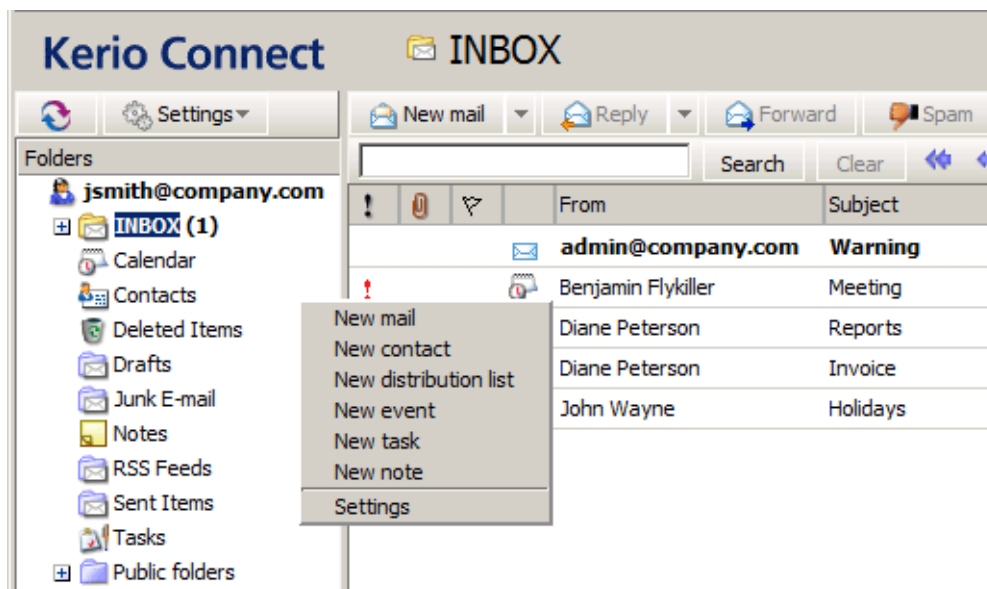 Kerio Connect
INBOX
Settings
New mail
Reply
Forward
Spam
Folders
Search
Clear
jsmith@company.com
INBOX (1)
Calendar
Contacts
Deleted Items
Drafts
Junk E-mail
Notes
RSS Feeds
Sent Items
Tasks
Public folders
! From Subject
admin@company.com Warning
! Benjamin Flykiller Meeting
Diane Peterson Reports
Diane Peterson Invoice
John Wayne Holidays
New mail
New contact
New distribution list
New event
New task
New note
Settings